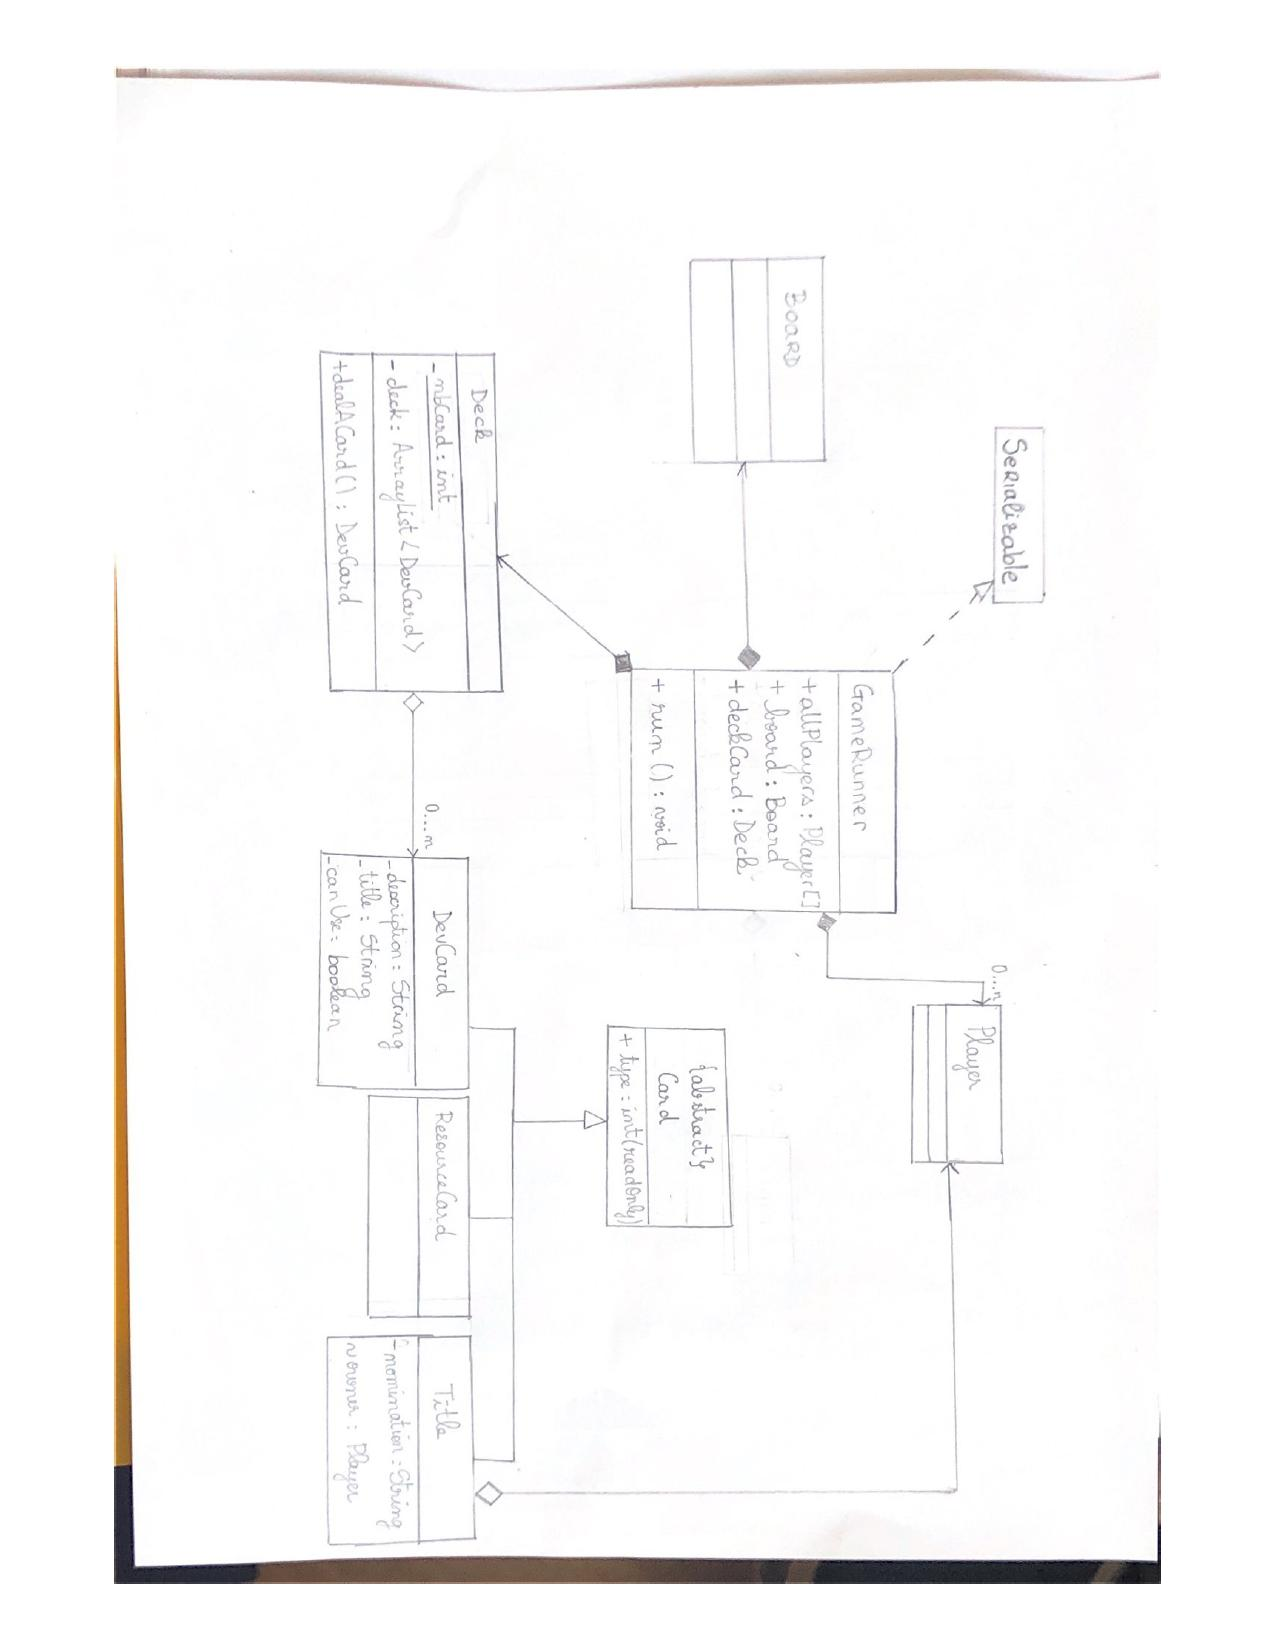 Serializable
BOARD
GameRunner
+allPlayers : Player[]
+ board : Board
+ deckCard : Deck
+ run () : void
0...n
Player
Deck
- nbCard : int
- deck : ArrayList <DevCard>
+dealACard() : DevCard
0...n
{abstract}
Card
+ type : int(readOnly)
DevCard
-description : String
-title : String
-canUse : boolean
ResourceCard
Title
-nomination : String
~owner : Player